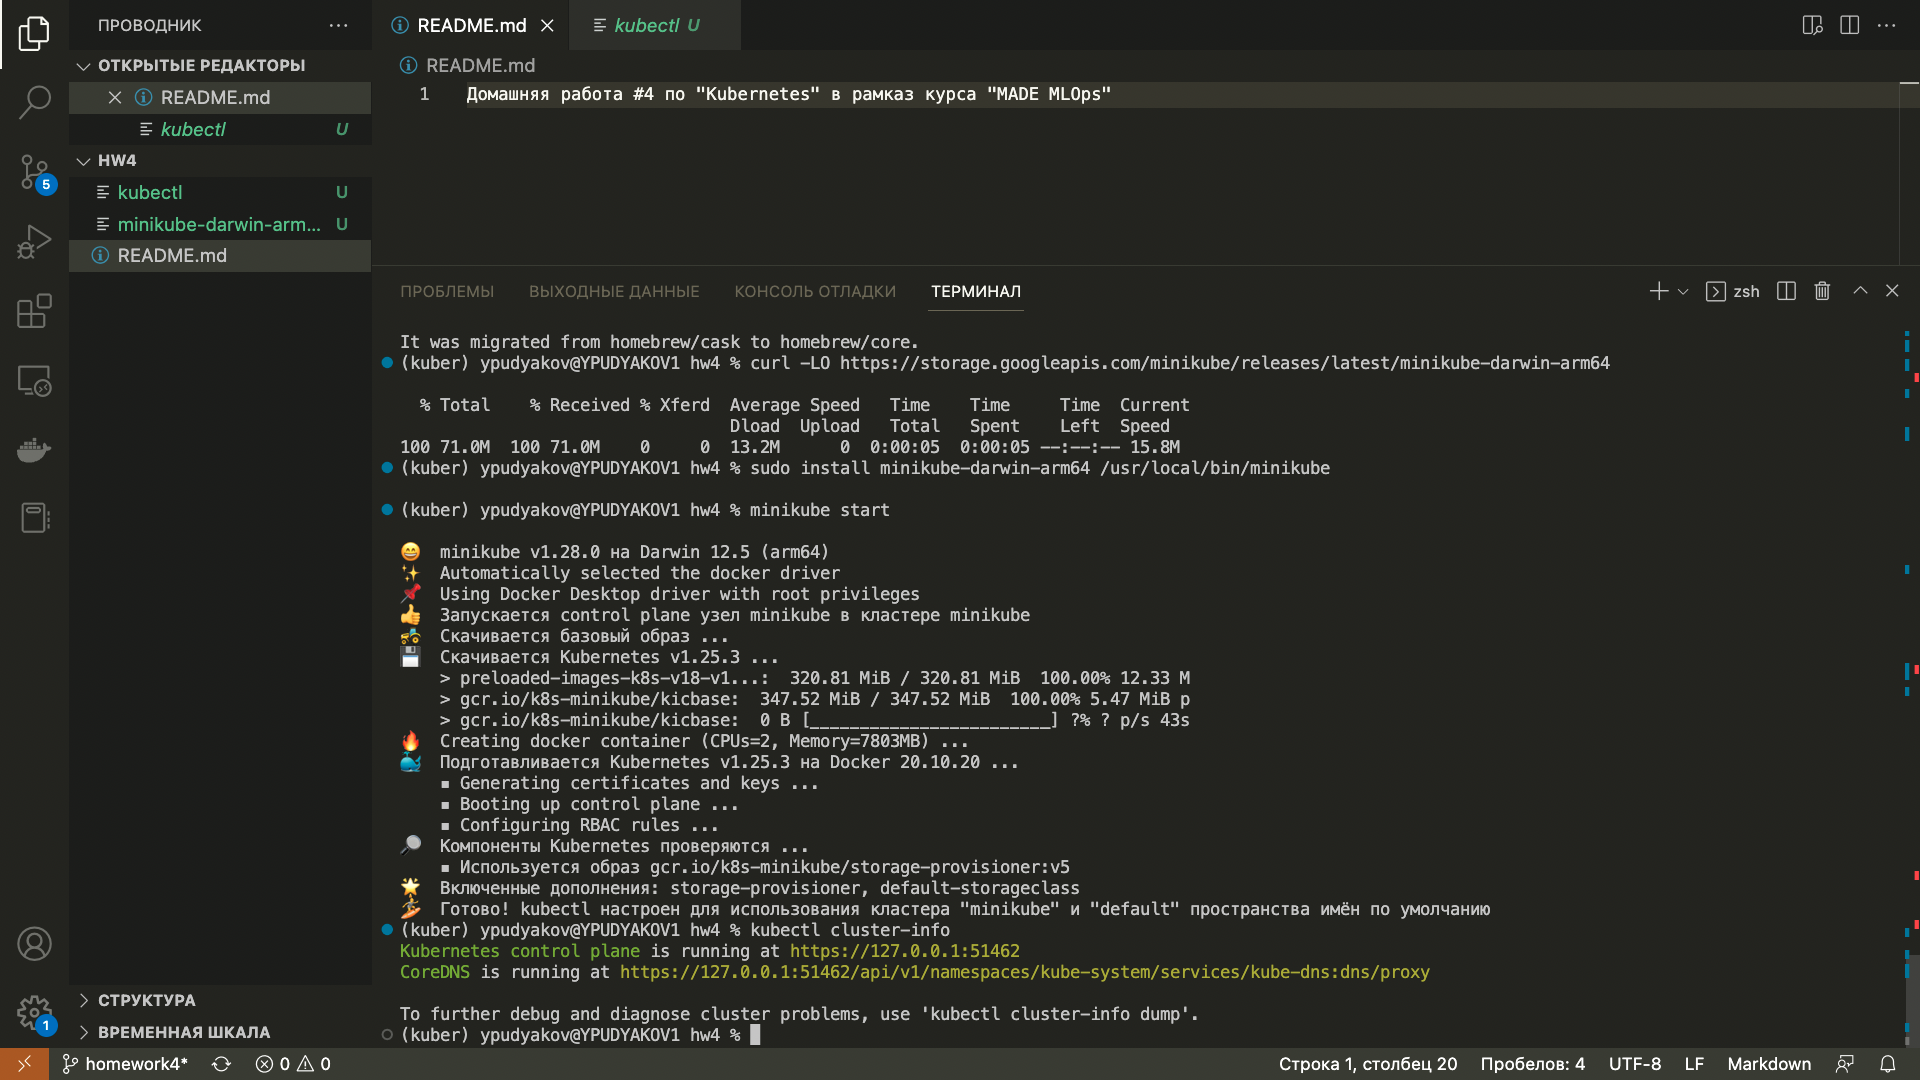 ПРОВОДНИК
README.md
kubectl U
ОТКРЫТЫЕ РЕДАКТОРЫ
README.md
kubectl U
HW4
kubectl U
minikube-darwin-arm... U
README.md
СТРУКТУРА
ВРЕМЕННАЯ ШКАЛА
5
1
README.md
1 Домашняя работа #4 по "Kubernetes" в рамказ курса "MADE MLOps"
ПРОБЛЕМЫ ВЫХОДНЫЕ ДАННЫЕ КОНСОЛЬ ОТЛАДКИ ТЕРМИНАЛ zsh
It was migrated from homebrew/cask to homebrew/core.
(kuber) ypudyakov@YPUDYAKOV1 hw4 % curl -LO https://storage.googleapis.com/minikube/releases/latest/minikube-darwin-arm64
% Total % Received % Xferd Average Speed Time Time Time Current
Dload Upload Total Spent Left Speed
100 71.0M 100 71.0M 0 0 13.2M 0 0:00:05 0:00:05 --:--:-- 15.8M
(kuber) ypudyakov@YPUDYAKOV1 hw4 % sudo install minikube-darwin-arm64 /usr/local/bin/minikube
(kuber) ypudyakov@YPUDYAKOV1 hw4 % minikube start
😄 minikube v1.28.0 на Darwin 12.5 (arm64)
✨ Automatically selected the docker driver
📌 Using Docker Desktop driver with root privileges
👍 Запускается control plane узел minikube в кластере minikube
🚜 Скачивается базовый образ ...
💾 Скачивается Kubernetes v1.25.3 ...
> preloaded-images-k8s-v18-v1...: 320.81 MiB / 320.81 MiB 100.00% 12.33 M
> gcr.io/k8s-minikube/kicbase: 347.52 MiB / 347.52 MiB 100.00% 5.47 MiB p
> gcr.io/k8s-minikube/kicbase: 0 B [________________________] ?% ? p/s 43s
🔥 Creating docker container (CPUs=2, Memory=7803MB) ...
🐳 Подготавливается Kubernetes v1.25.3 на Docker 20.10.20 ...
▪ Generating certificates and keys ...
▪ Booting up control plane ...
▪ Configuring RBAC rules ...
🔎 Компоненты Kubernetes проверяются ...
▪ Используется образ gcr.io/k8s-minikube/storage-provisioner:v5
🌟 Включенные дополнения: storage-provisioner, default-storageclass
🏄 Готово! kubectl настроен для использования кластера "minikube" и "default" пространства имён по умолчанию
(kuber) ypudyakov@YPUDYAKOV1 hw4 % kubectl cluster-info
Kubernetes control plane is running at https://127.0.0.1:51462
CoreDNS is running at https://127.0.0.1:51462/api/v1/namespaces/kube-system/services/kube-dns:dns/proxy
To further debug and diagnose cluster problems, use 'kubectl cluster-info dump'.
(kuber) ypudyakov@YPUDYAKOV1 hw4 %
homework4* 0 0 Строка 1, столбец 20 Пробелов: 4 UTF-8 LF Markdown